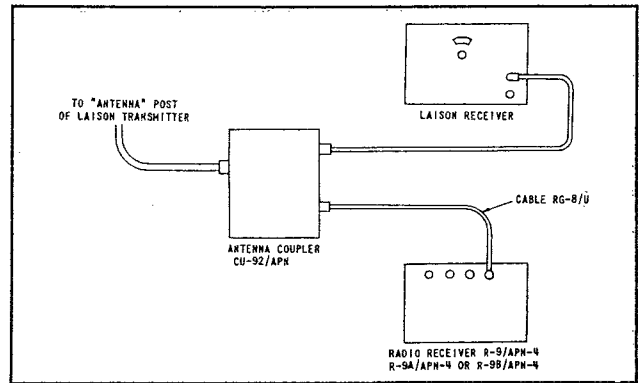 TO "ANTENNA" POST
OF LAISON TRANSMITTER
LAISON RECEIVER
CABLE RG-8/U
ANTENNA COUPLER
CU-92/APN
RADIO RECEIVER R-9/APN-4
R-9A/APN-4 OR R-9B/APN-4